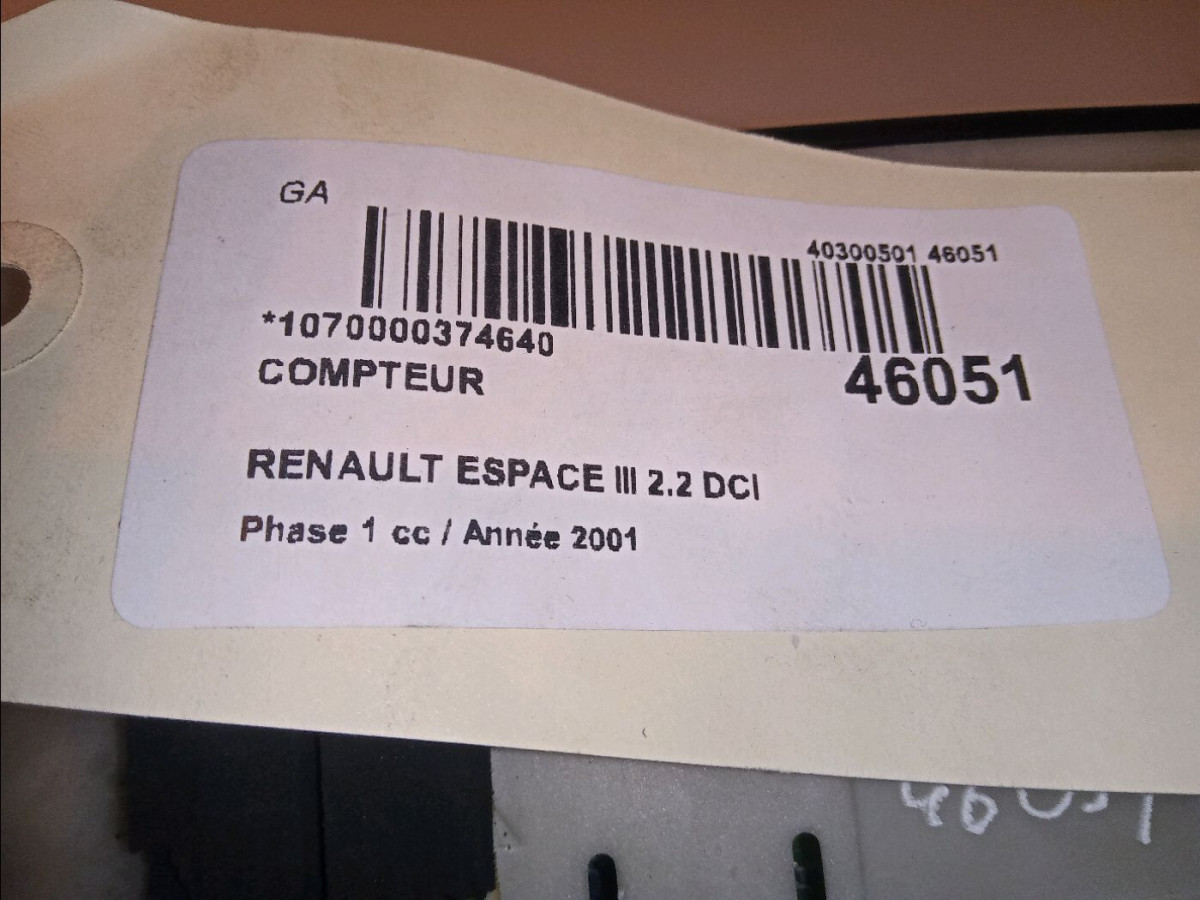 GA
40300501 46051
*1070000374640
COMPTEUR
46051
RENAULT ESPACE III 2.2 DCI
Phase 1 cc / Année 2001
46051